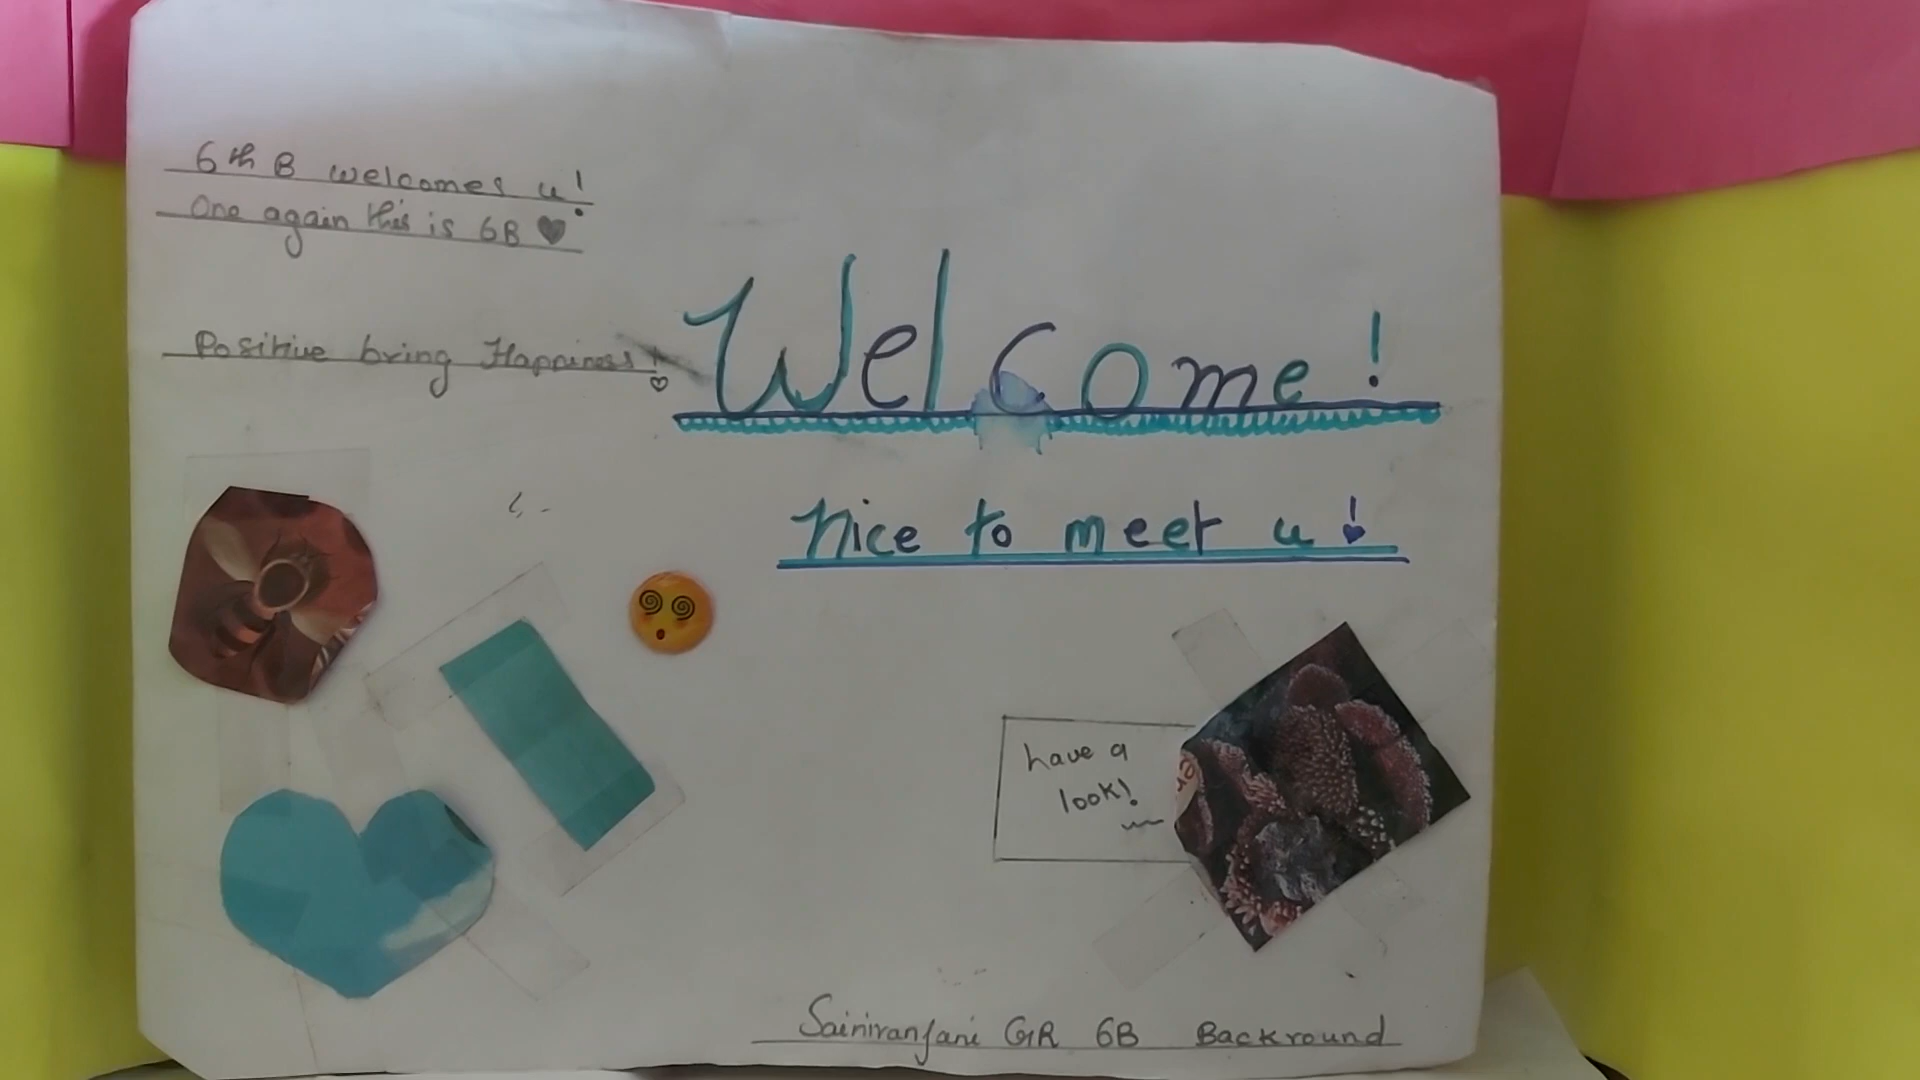 6th B welcomes u!
One again this is 6B ♥
Positive bring Happiness!
Welcome!
Nice to meet u!
have a
look!
er
Sainiranjani GR 6B Backround